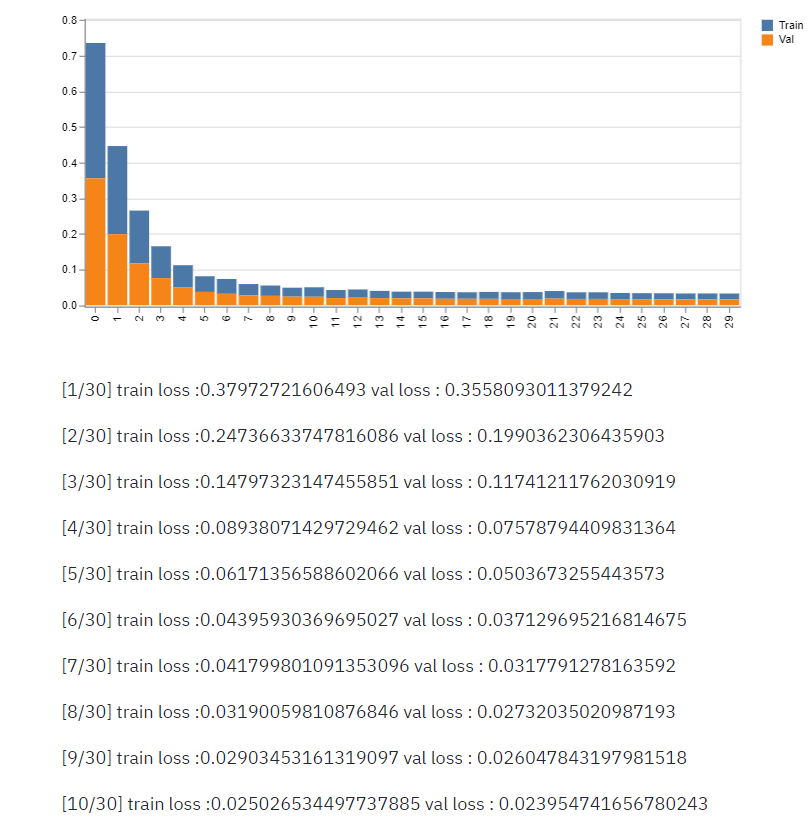 0.8
Train
Val
0.7
0.6
0.5
0.4
0.3
0.2
0.1
0.0
0 1 2 3 4 5 6 7 8 9 10 11 12 13 14 15 16 17 18 19 20 21 22 23 24 25 26 27 28 29
[1/30] train loss :0.37972721606493 val loss : 0.3558093011379242
[2/30] train loss :0.24736633747816086 val loss : 0.1990362306435903
[3/30] train loss :0.14797323147455851 val loss : 0.11741211762030919
[4/30] train loss :0.08938071429729462 val loss : 0.07578794409831364
[5/30] train loss :0.06171356588602066 val loss : 0.0503673255443573
[6/30] train loss :0.04395930369695027 val loss : 0.037129695216814675
[7/30] train loss :0.041799801091353096 val loss : 0.0317791278163592
[8/30] train loss :0.03190059810876846 val loss : 0.02732035020987193
[9/30] train loss :0.02903453161319097 val loss : 0.026047843197981518
[10/30] train loss :0.025026534497737885 val loss : 0.023954741656780243